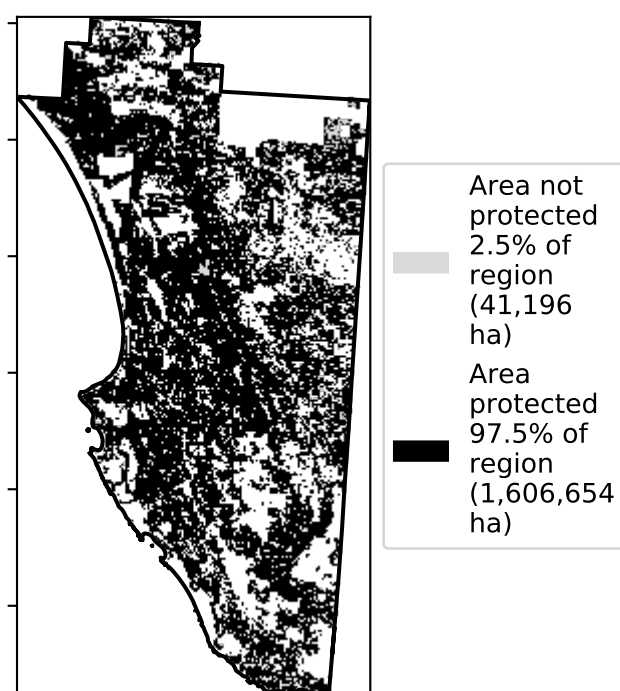 Area not
protected
2.5% of
region
(41,196
ha)
Area
protected
97.5% of
region
(1,606,654
ha)